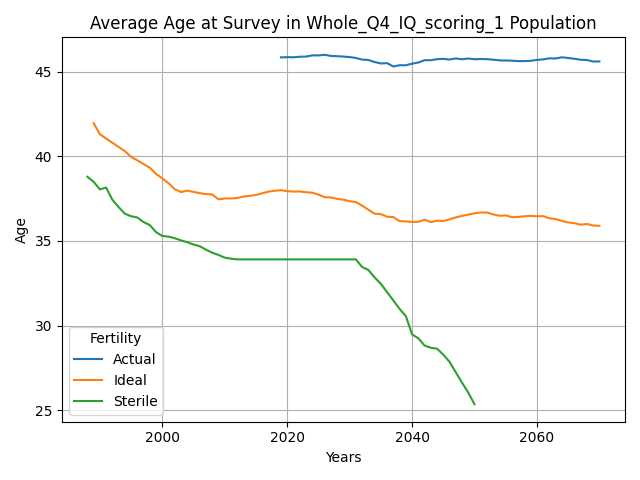 Average Age at Survey in Whole_Q4_IQ_scoring_1 Population
45
40
35
30
25
Age
Fertility
Actual
Ideal
Sterile
2000
2020
2040
2060
Years